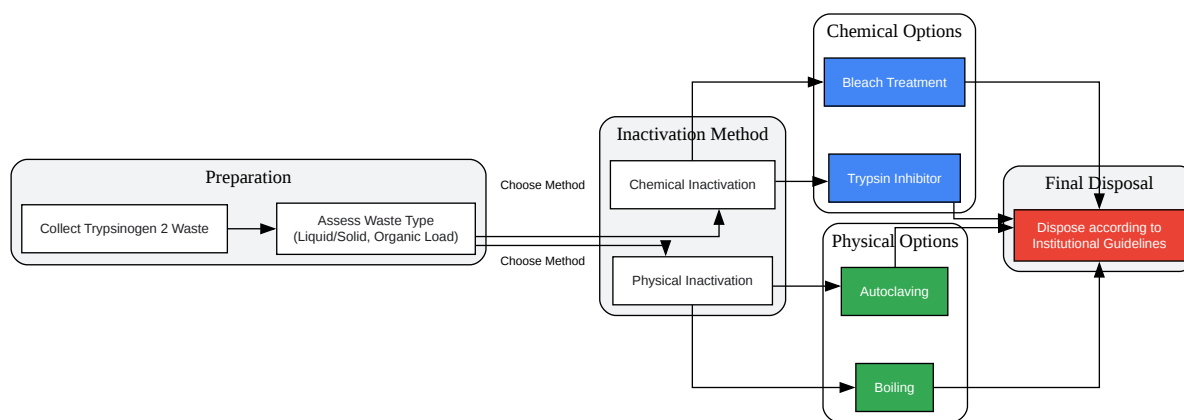 Preparation
Collect Trypsinogen 2 Waste
Assess Waste Type
(Liquid/Solid, Organic Load)
Choose Method
Choose Method
Inactivation Method
Chemical Inactivation
Physical Inactivation
Chemical Options
Bleach Treatment
Trypsin Inhibitor
Physical Options
Autoclaving
Boiling
Final Disposal
Dispose according to
Institutional Guidelines